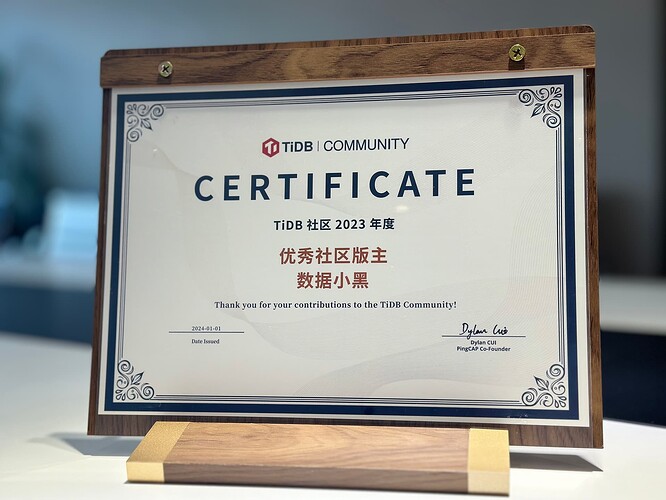 TiDB | COMMUNITY
CERTIFICATE
TiDB 社区 2023 年度
优秀社区版主
数据小黑
Thank you for your contributions to the TiDB Community!
2024-01-01
Date Issued
Dylan Cui
Dylan CUI
PingCAP Co-Founder